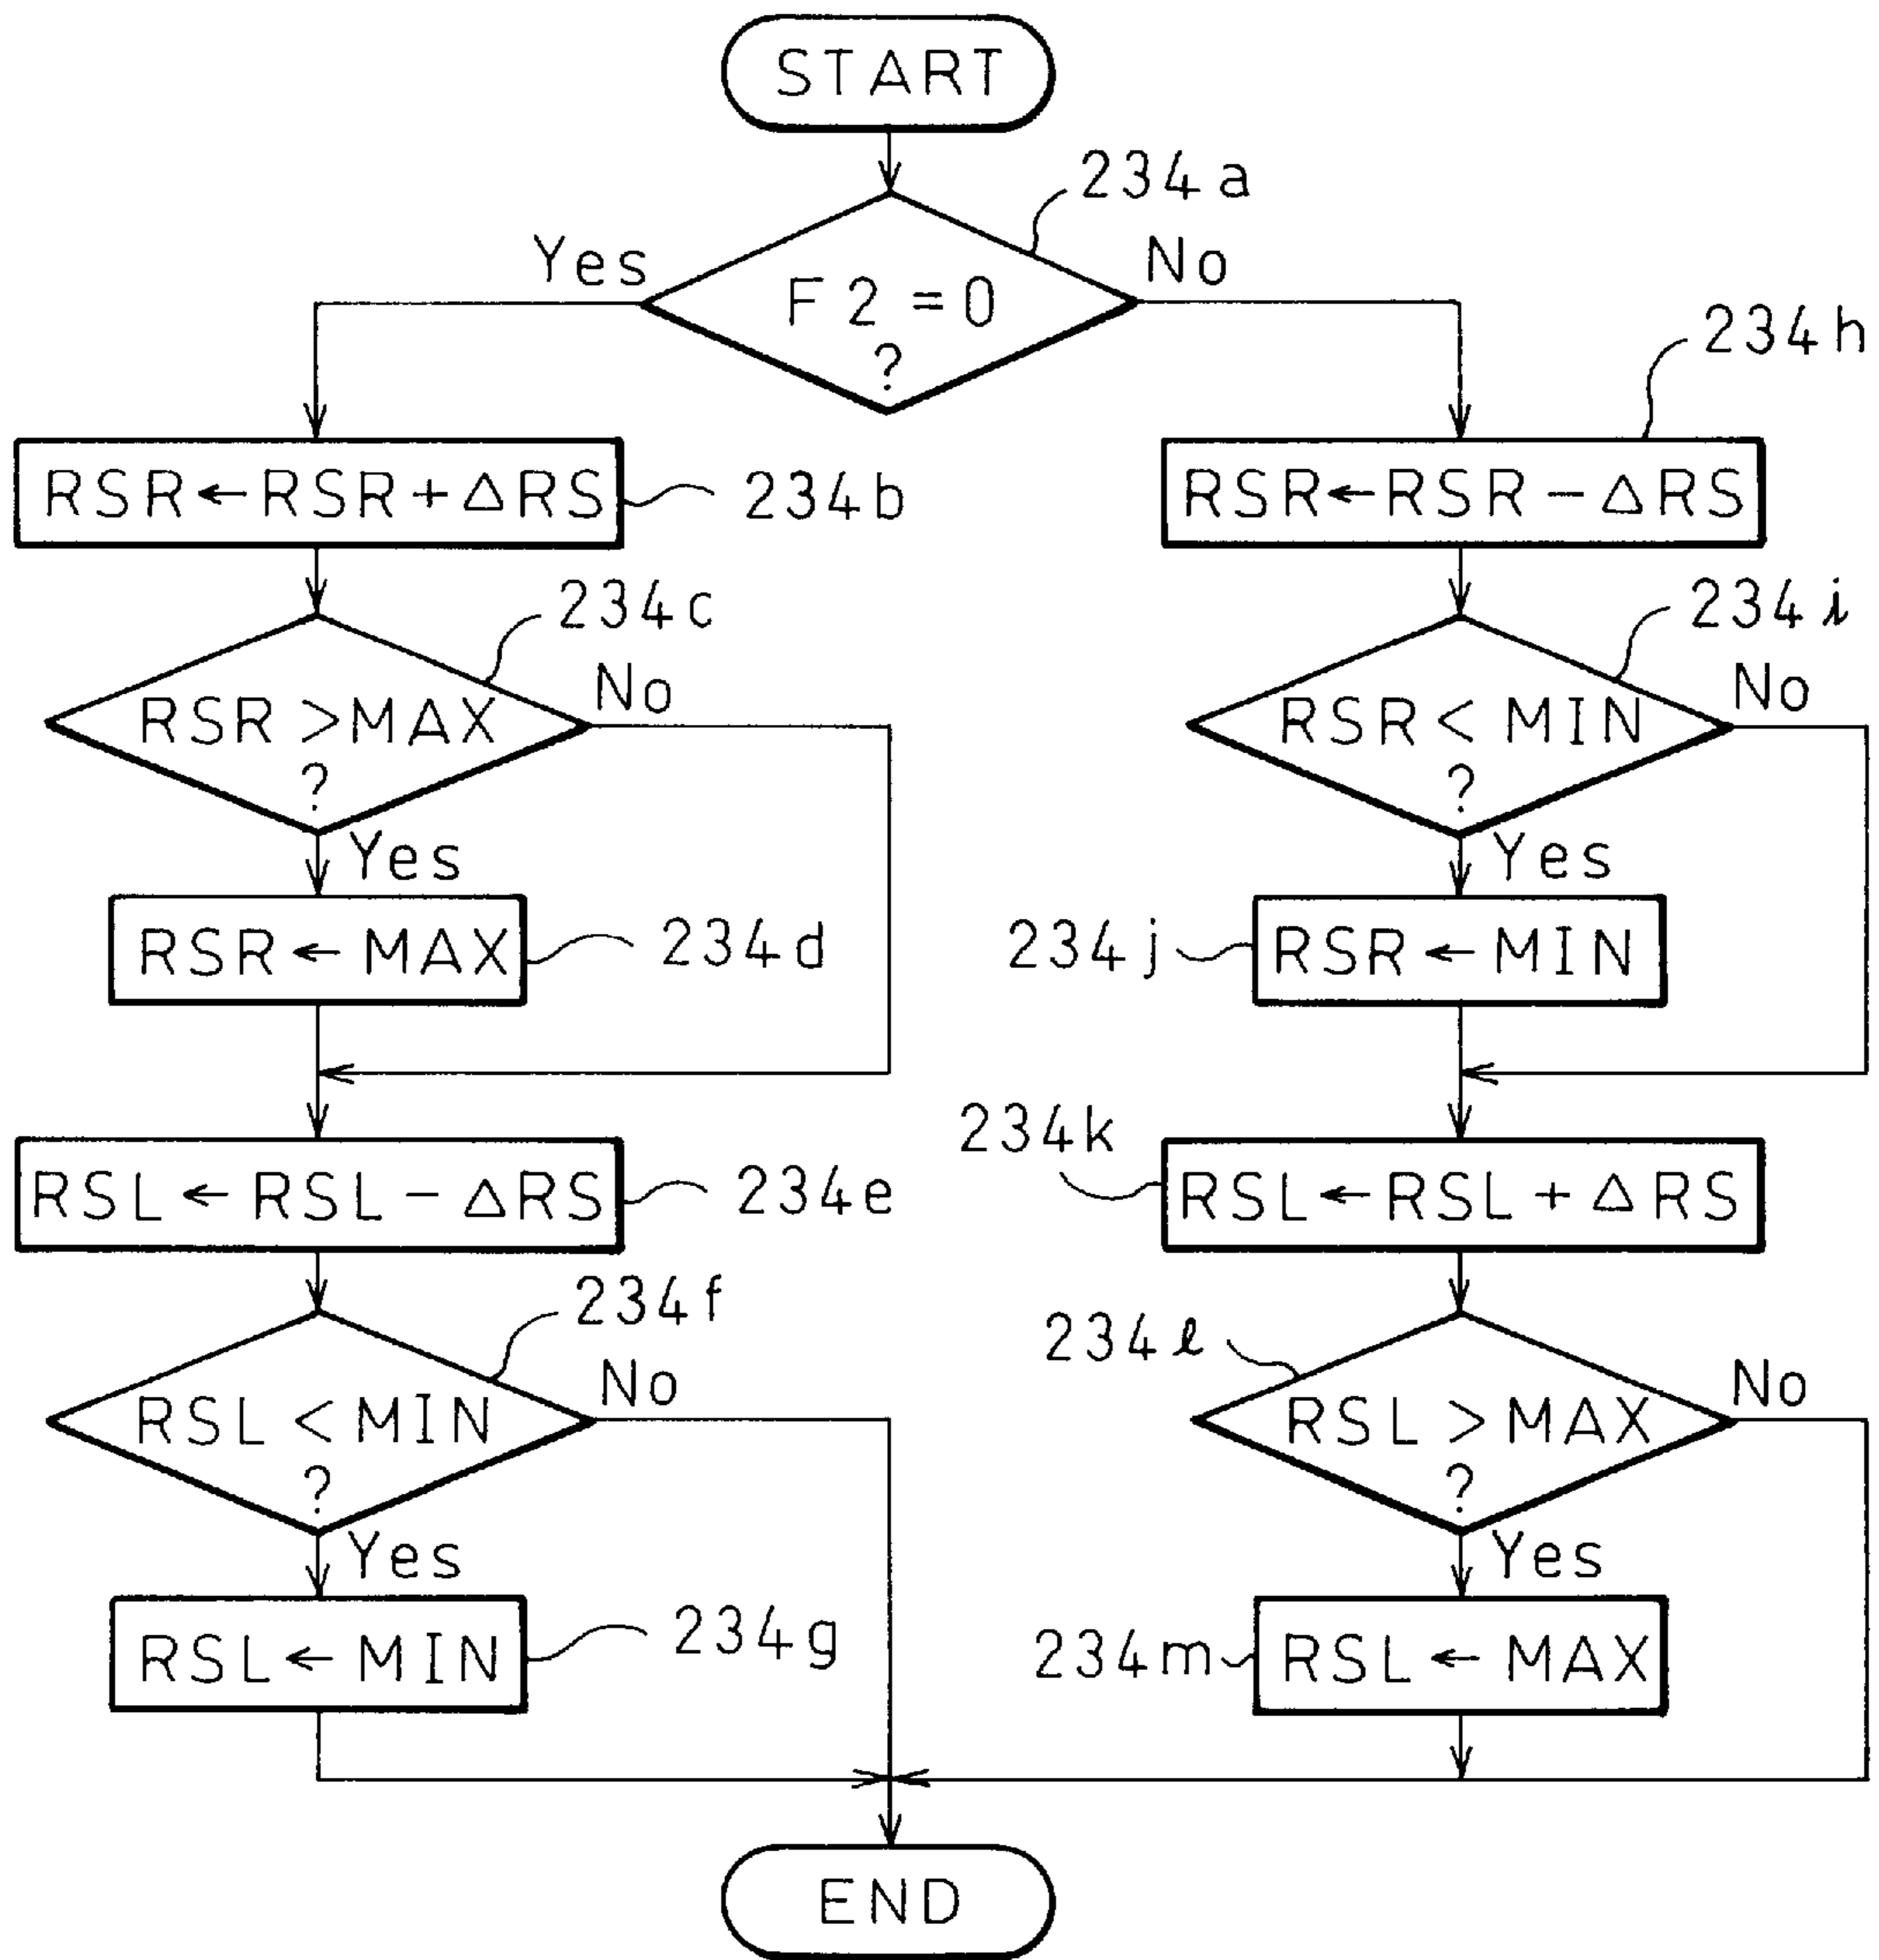 START
234a
Yes
No
F2=0
?
234h
RSR←RSR+ΔRS
234b
RSR←RSR-ΔRS
234c
234i
No
No
RSR>MAX
?
RSR<MIN
?
Yes
Yes
RSR←MAX
234d
234j
RSR←MIN
234k
RSL←RSL-ΔRS
234e
RSL←RSL+ΔRS
234f
234l
No
No
RSL<MIN
?
RSL>MAX
?
Yes
Yes
RSL←MIN
234g
234m
RSL←MAX
END